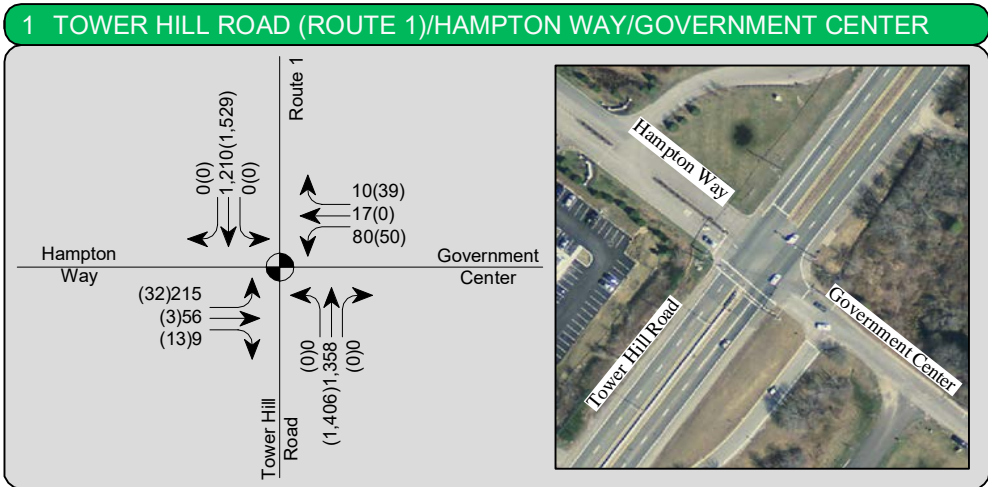 1 TOWER HILL ROAD (ROUTE 1)/HAMPTON WAY/GOVERNMENT CENTER
Route 1
0(0)
1,210(1,529)
0(0)
10(39)
17(0)
80(50)
Hampton
Way
Government
Center
(32)215
(3)56
(13)9
(0)0
(1,406)1,358
(0)0
Tower Hill
Road
Hampton Way
Tower Hill Road
Government Center